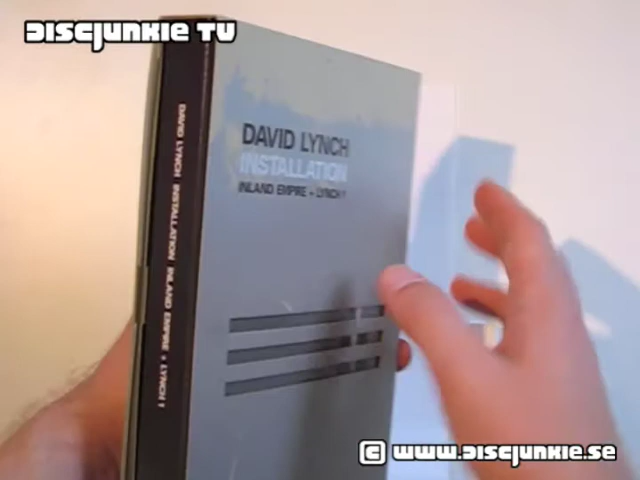 DISCJUNKIE TV
DAVID LYNCH
INSTALLATION
INLAND EMPIRE + LYNCH 1
DAVID LYNCH INSTALLATION INLAND EMPIRE + LYNCH 1
© WWW.DISCJUNKIE.SE